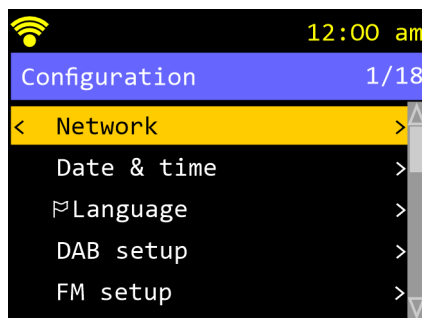 12:00 am
Configuration 1/18
< Network >
Date & time >
Language >
DAB setup >
FM setup >